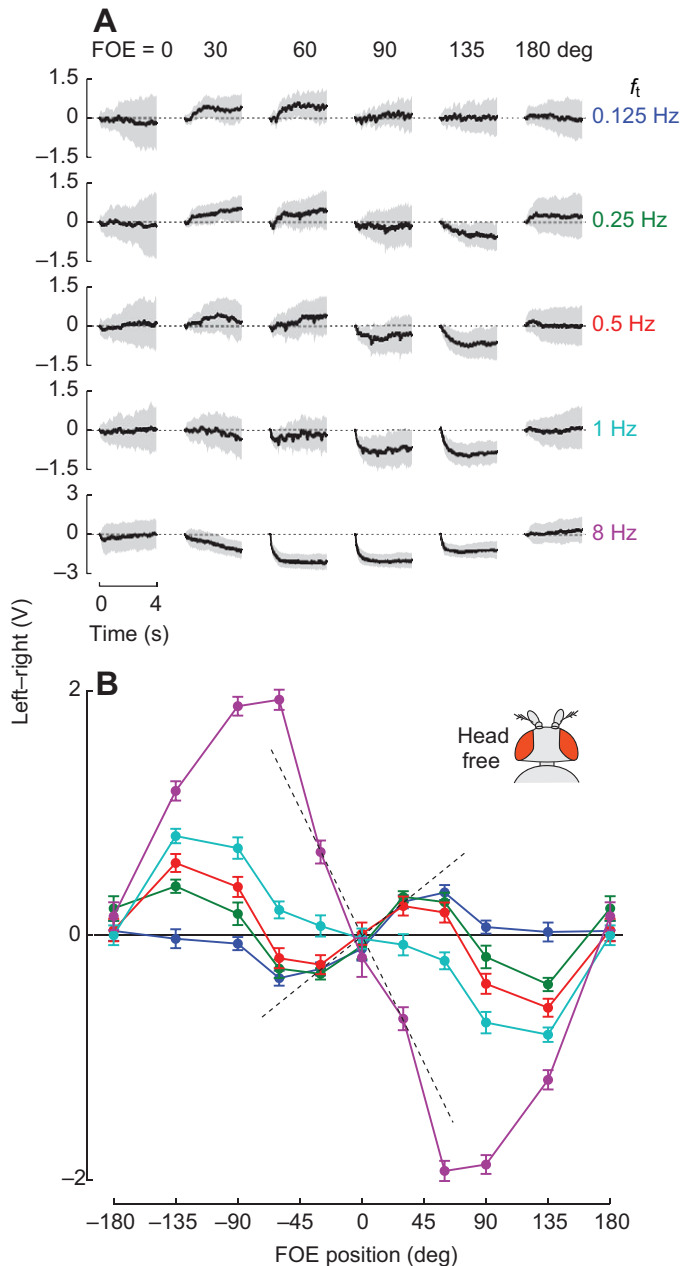 A
FOE = 0 30 60 90 135 180 deg
ft
1.5
0
–1.5
0.125 Hz
1.5
0
–1.5
0.25 Hz
1.5
0
–1.5
0.5 Hz
1.5
0
–1.5
1 Hz
3
0
–3
8 Hz
0 4
Time (s)
Left–right (V)
B
2
0
–2
Head
free
–180 –135 –90 –45 0 45 90 135 180
FOE position (deg)